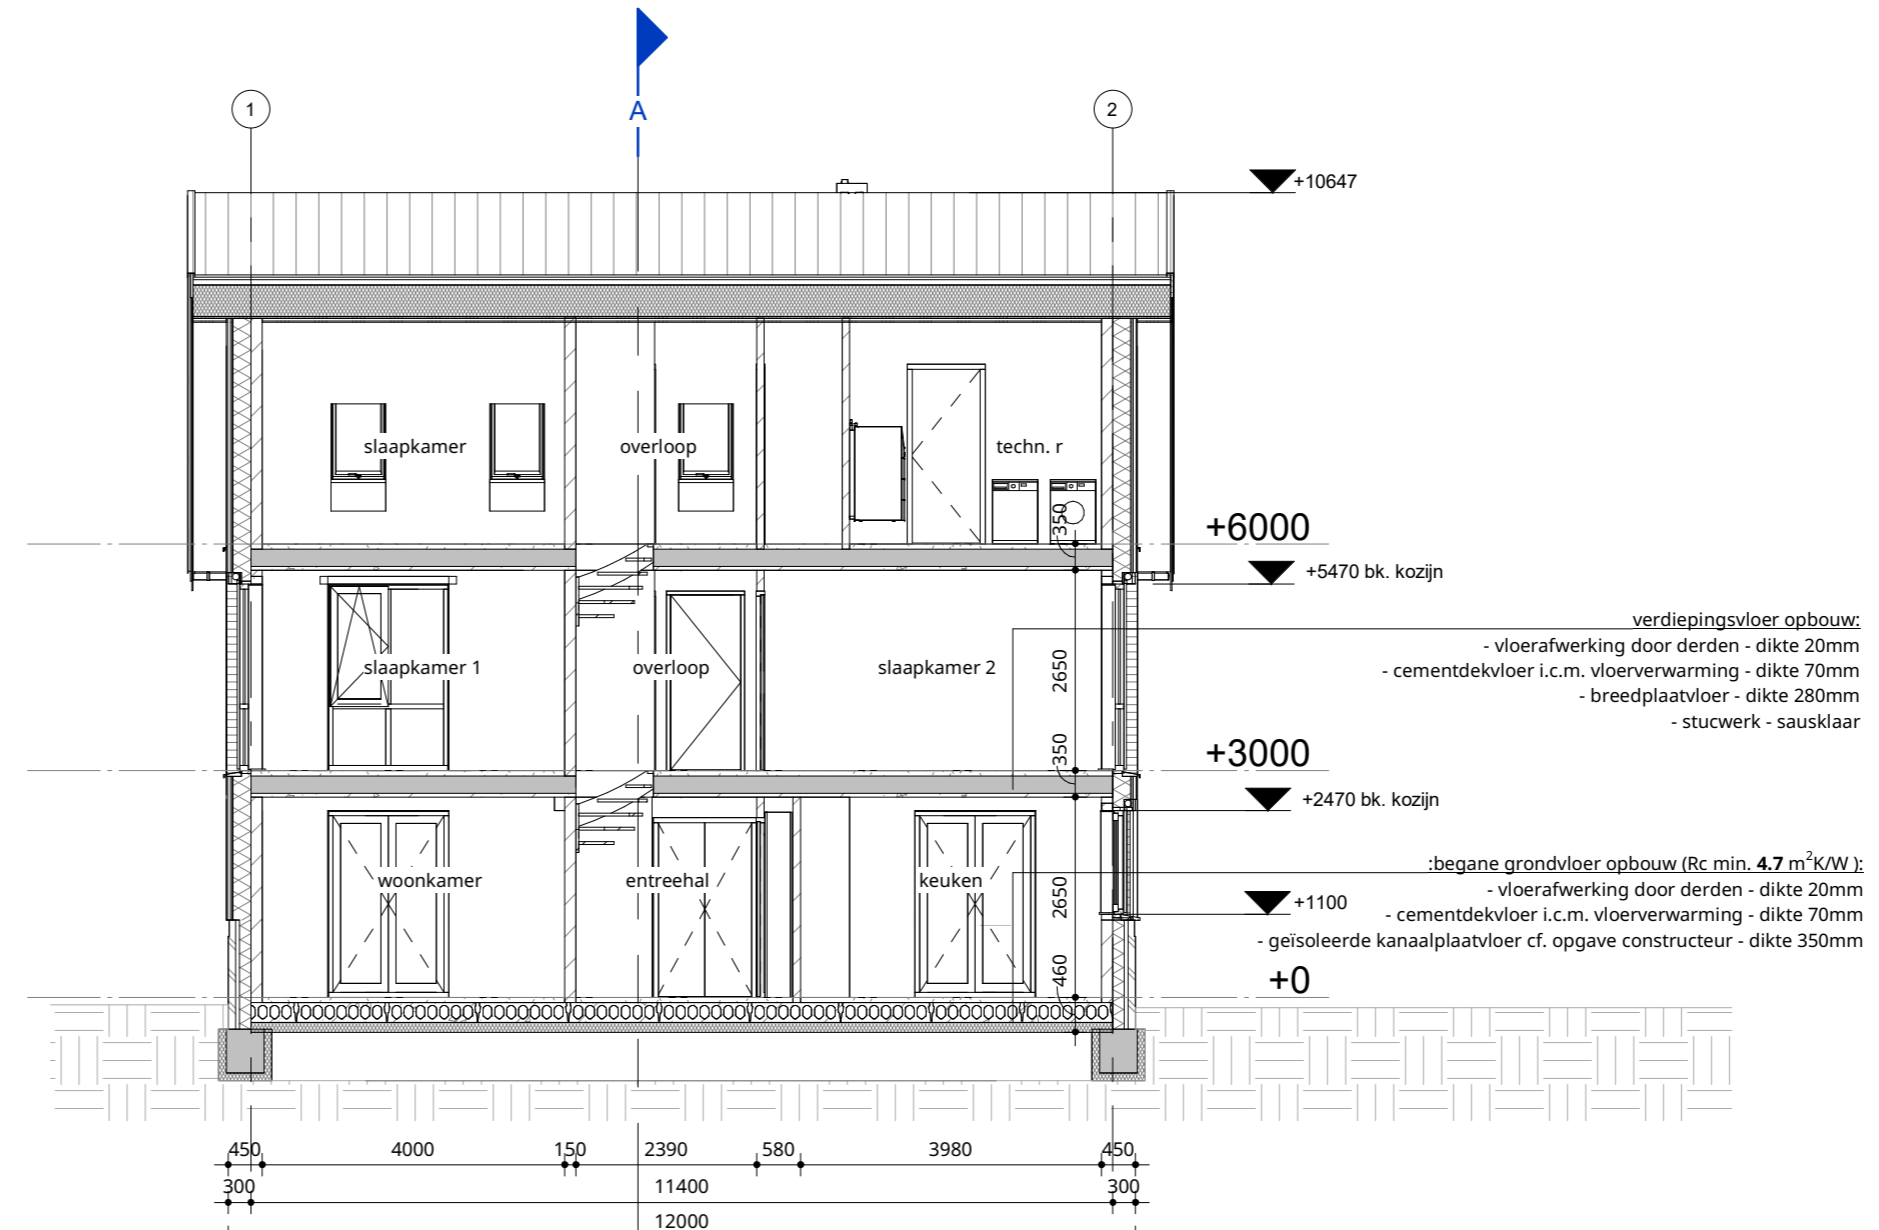 A
1
2
+10647
slaapkamer
overloop
techn. r
350
+6000
+5470 bk. kozijn
verdiepingsvloer opbouw:
- vloerafwerking door derden - dikte 20mm
- cementdekvloer i.c.m. vloerverwarming - dikte 70mm
- breedplaatvloer - dikte 280mm
- stucwerk - sausklaar
slaapkamer 1
overloop
slaapkamer 2
2650
350
+3000
+2470 bk. kozijn
:begane grondvloer opbouw (Rc min. 4.7 m²K/W ):
- vloerafwerking door derden - dikte 20mm
- cementdekvloer i.c.m. vloerverwarming - dikte 70mm
- geïsoleerde kanaalplaatvloer cf. opgave constructeur - dikte 350mm
woonkamer
entreehal
keuken
2650
+1100
460
+0
450 4000 150 2390 580 3980 450
300 11400 300
12000